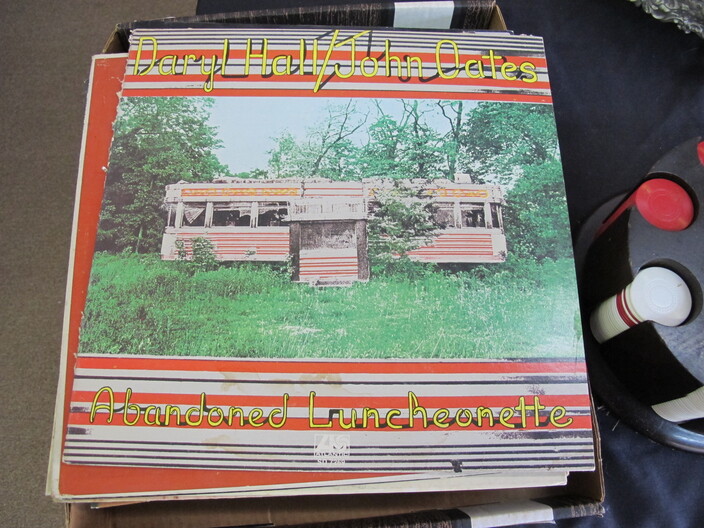 Daryl Hall/John Oates
Abandoned Luncheonette
ATLANTIC